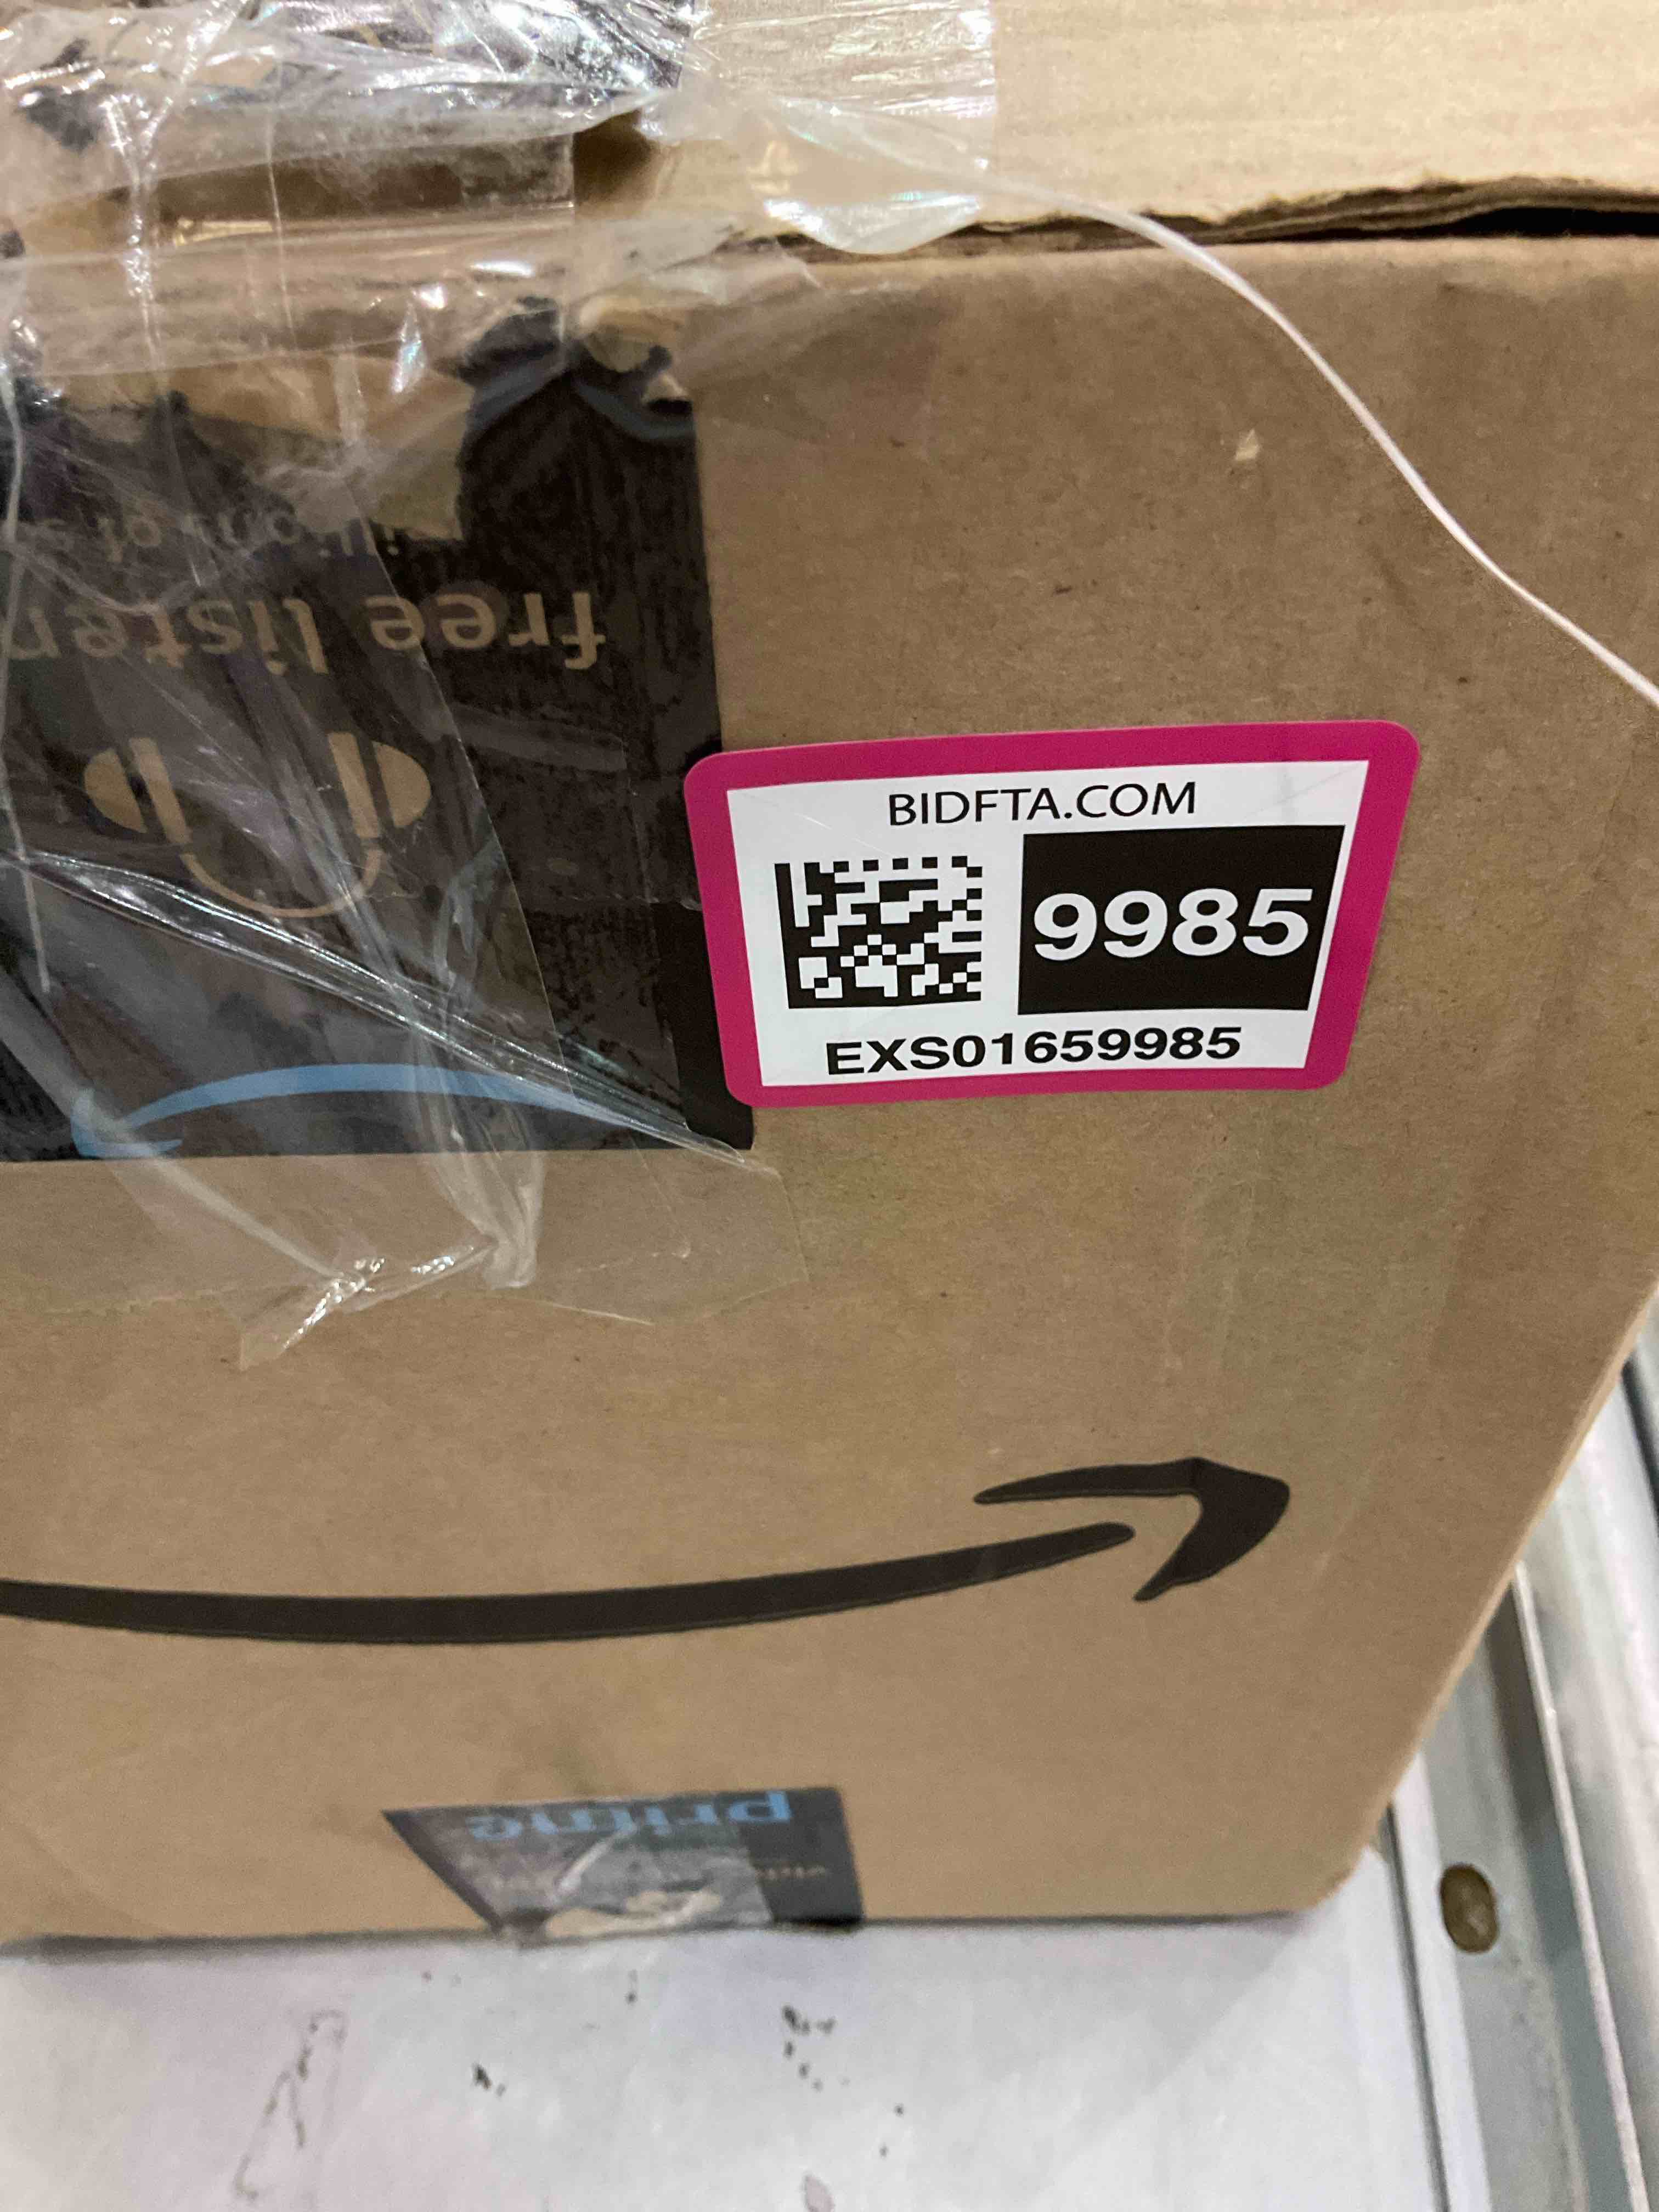 free listen
BIDFTA.COM
9985
EXS01659985
prime